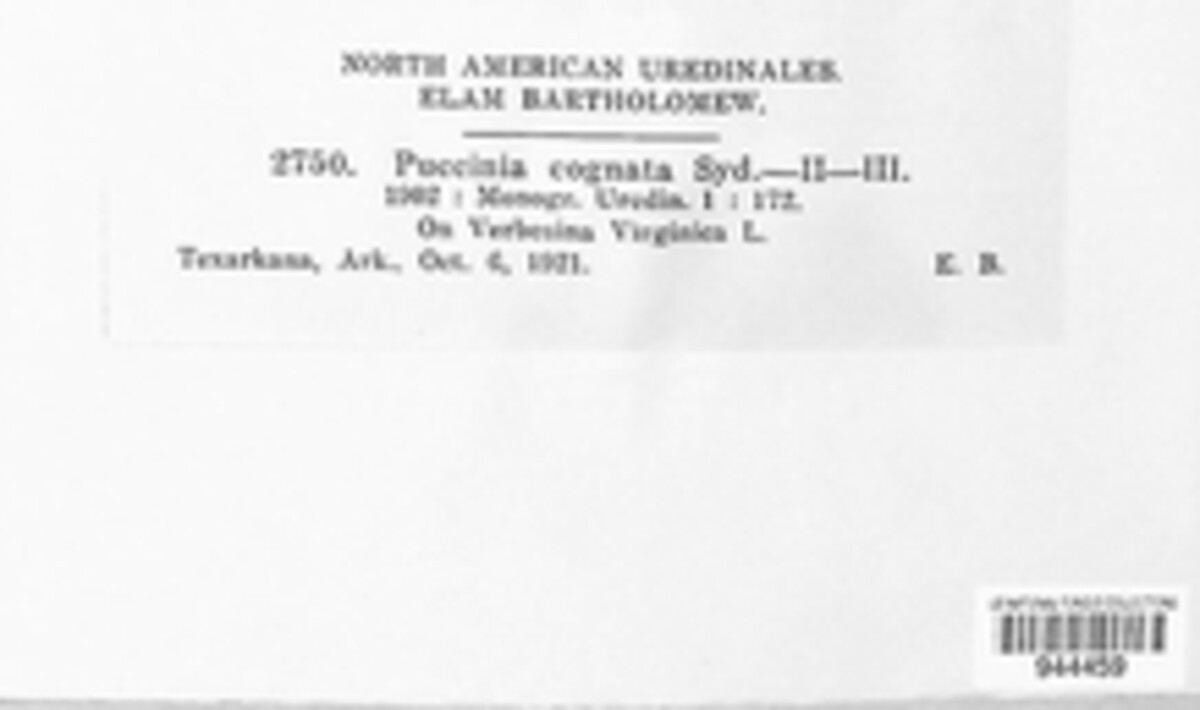 NORTH AMERICAN UREDINALES.
ELAM BARTHOLOMEW.
2750. Puccinia cognata Syd.—II—III.
1902 : Monogr. Uredin. 1 : 172.
On Verbesina Virginica L.
Texarkana, Ark., Oct. 6, 1921. E. B.
944459